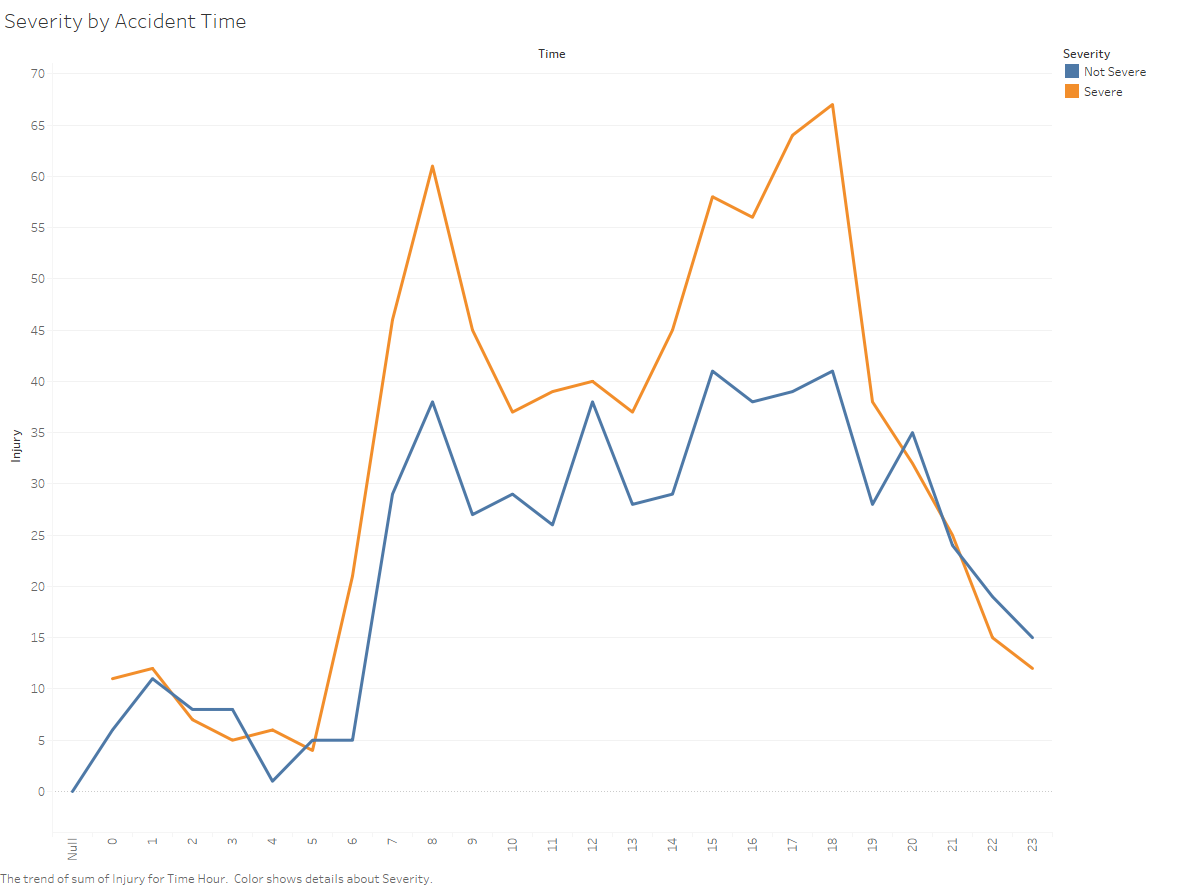 Severity by Accident Time
Time
Severity
Not Severe
Severe
70
65
60
55
50
45
40
35
30
25
20
15
10
5
0
Injury
Null 0 1 2 3 4 5 6 7 8 9 10 11 12 13 14 15 16 17 18 19 20 21 22 23
The trend of sum of Injury for Time Hour. Color shows details about Severity.